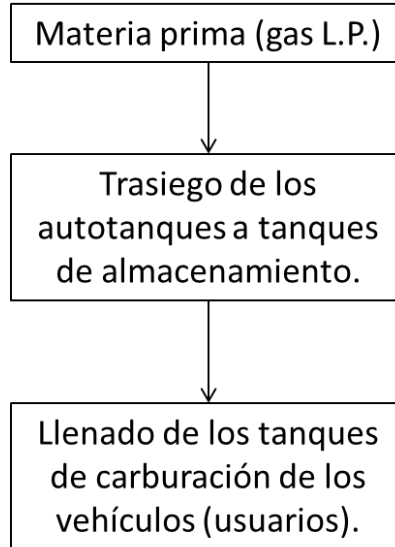 Materia prima (gas L.P.)
Trasiego de los
autotanques a tanques
de almacenamiento.
Llenado de los tanques
de carburación de los
vehículos (usuarios).